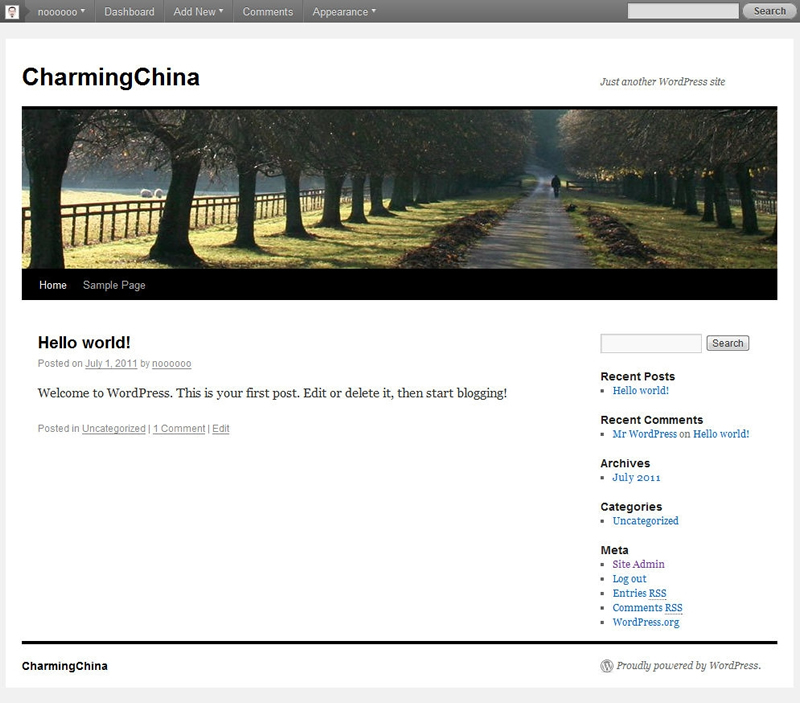 noooooo Dashboard Add New Comments Appearance Search
CharmingChina
Just another WordPress site
Home Sample Page
Hello world!
Posted on July 1, 2011 by noooooo
Welcome to WordPress. This is your first post. Edit or delete it, then start blogging!
Posted in Uncategorized | 1 Comment | Edit
Search
Recent Posts
Hello world!
Recent Comments
Mr WordPress on Hello world!
Archives
July 2011
Categories
Uncategorized
Meta
Site Admin
Log out
Entries RSS
Comments RSS
WordPress.org
CharmingChina
Proudly powered by WordPress.